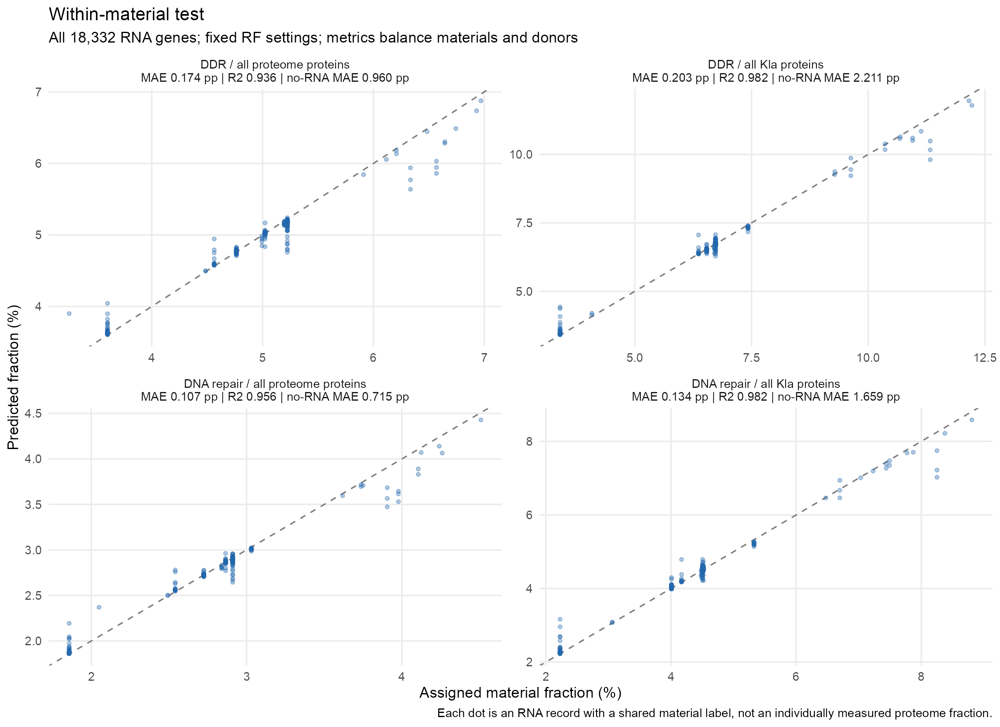 Within-material test
All 18,332 RNA genes; fixed RF settings; metrics balance materials and donors
DDR / all proteome proteins
MAE 0.174 pp | R2 0.936 | no-RNA MAE 0.960 pp
7
6
5
4
4
5
6
7
DDR / all Kla proteins
MAE 0.203 pp | R2 0.982 | no-RNA MAE 2.211 pp
10.0
7.5
5.0
5.0
7.5
10.0
12.5
Predicted fraction (%)
DNA repair / all proteome proteins
MAE 0.107 pp | R2 0.956 | no-RNA MAE 0.715 pp
4.5
4.0
3.5
3.0
2.5
2.0
2
3
4
DNA repair / all Kla proteins
MAE 0.134 pp | R2 0.982 | no-RNA MAE 1.659 pp
8
6
4
2
2
4
6
8
Assigned material fraction (%)
Each dot is an RNA record with a shared material label, not an individually measured proteome fraction.